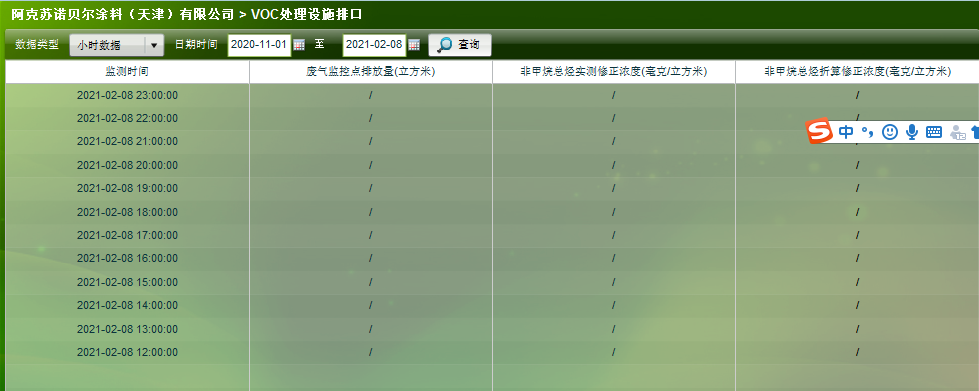 阿克苏诺贝尔涂料（天津）有限公司 > VOC处理设施排口
数据类型 小时数据 日期时间 2020-11-01 至 2021-02-08 查询
监测时间 废气监控点排放量(立方米) 非甲烷总烃实测修正浓度(毫克/立方米) 非甲烷总烃折算修正浓度(毫克/立方米)
2021-02-08 23:00:00 / / /
2021-02-08 22:00:00 / / /
2021-02-08 21:00:00 / / /
2021-02-08 20:00:00 / / /
2021-02-08 19:00:00 / / /
2021-02-08 18:00:00 / / /
2021-02-08 17:00:00 / / /
2021-02-08 16:00:00 / / /
2021-02-08 15:00:00 / / /
2021-02-08 14:00:00 / / /
2021-02-08 13:00:00 / / /
2021-02-08 12:00:00 / / /
S 中 °,